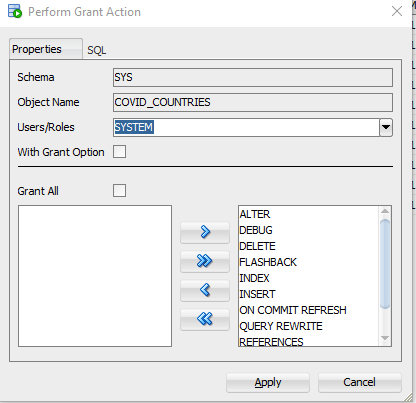 Perform Grant Action
Properties SQL
Schema SYS
Object Name COVID_COUNTRIES
Users/Roles SYSTEM
With Grant Option
Grant All
ALTER
DEBUG
DELETE
FLASHBACK
INDEX
INSERT
ON COMMIT REFRESH
QUERY REWRITE
REFERENCES
Apply Cancel